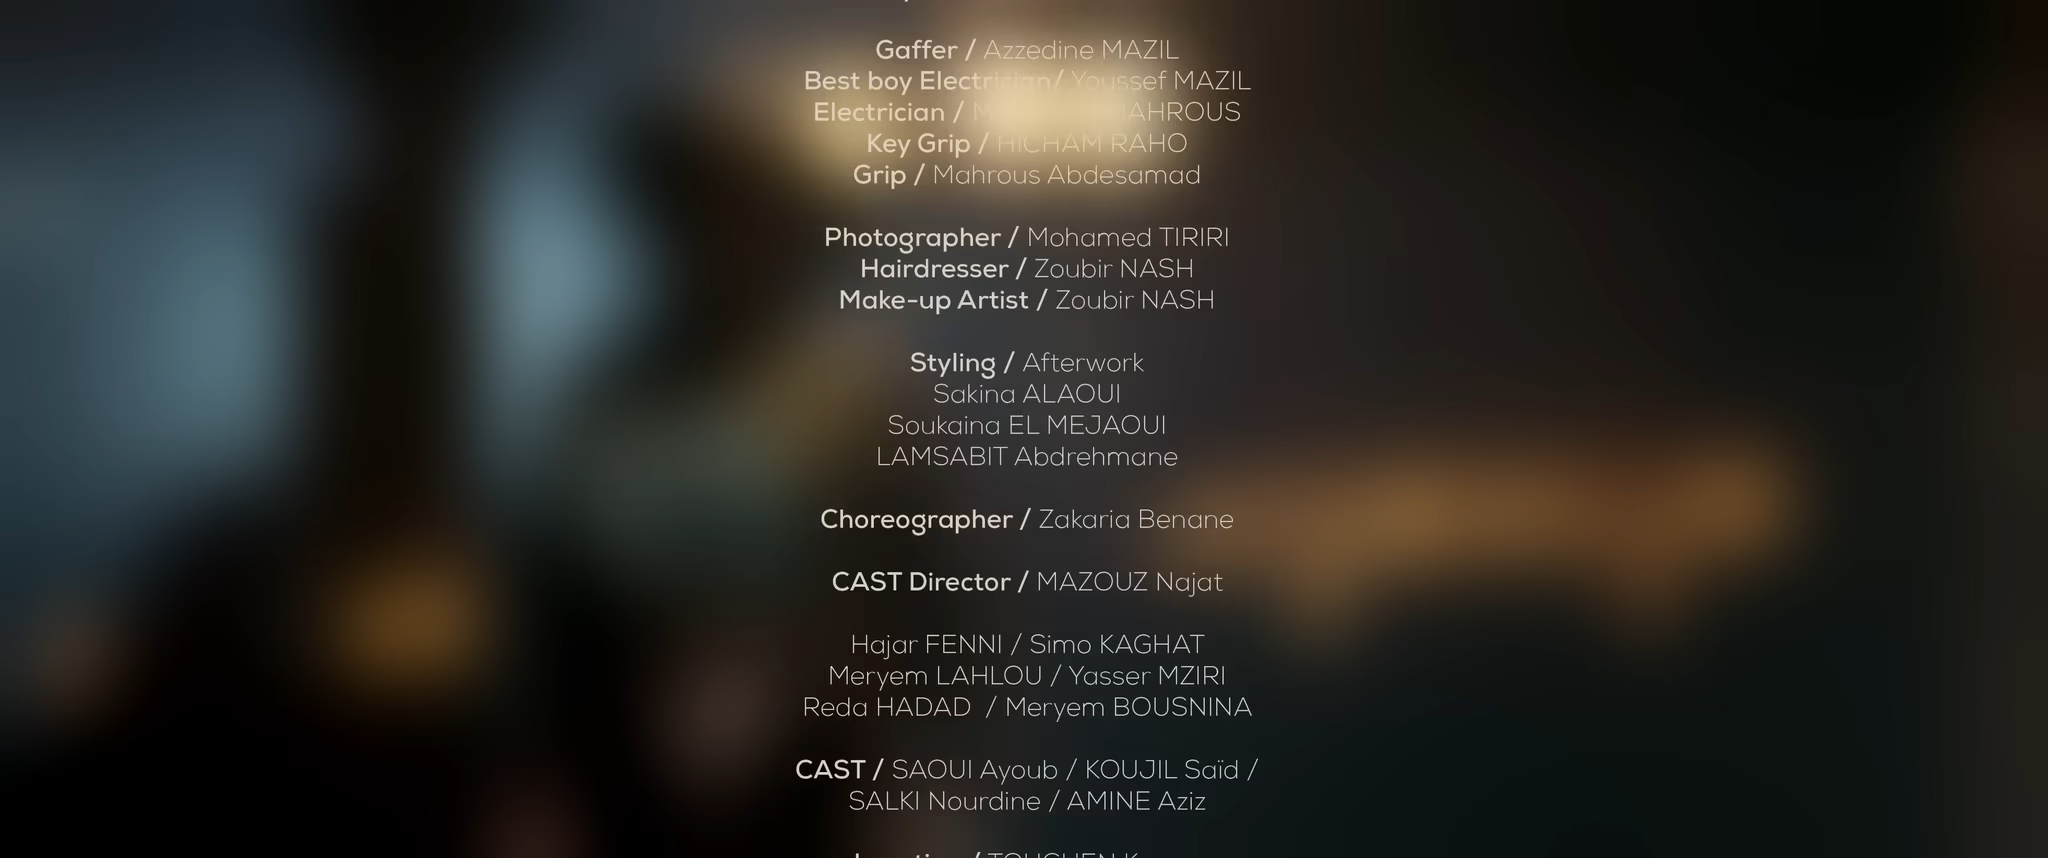 Gaffer / Azzedine MAZIL
Best boy Electrician/ Youssef MAZIL
Electrician /
Key Grip / HICHAM RAHO
Grip / Mahrous Abdesamad
Photographer / Mohamed TIRIRI
Hairdresser / Zoubir NASH
Make-up Artist / Zoubir NASH
Styling / Afterwork
Sakina ALAOUI
Soukaina EL MEJAOUI
LAMSABIT Abdrehmane
Choreographer / Zakaria Benane
CAST Director / MAZOUZ Najat
Hajar FENNI / Simo KAGHAT
Meryem LAHLOU / Yasser MZIRI
Reda HADAD / Meryem BOUSNINA
CAST / SAOUI Ayoub / KOUJIL Saïd /
SALKI Nourdine / AMINE Aziz